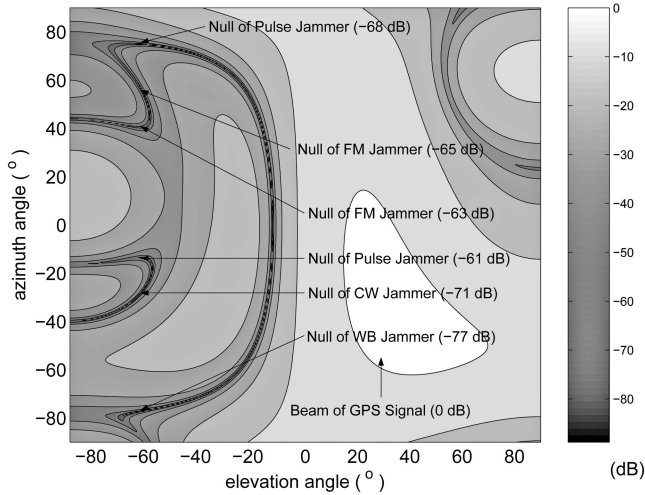 80
60
40
20
0
−20
−40
−60
−80
azimuth angle ( ° )
Null of Pulse Jammer (−68 dB)
Null of FM Jammer (−65 dB)
Null of FM Jammer (−63 dB)
Null of Pulse Jammer (−61 dB)
Null of CW Jammer (−71 dB)
Null of WB Jammer (−77 dB)
Beam of GPS Signal (0 dB)
−80 −60 −40 −20 0 20 40 60 80
elevation angle ( ° )
0
−10
−20
−30
−40
−50
−60
−70
−80
(dB)